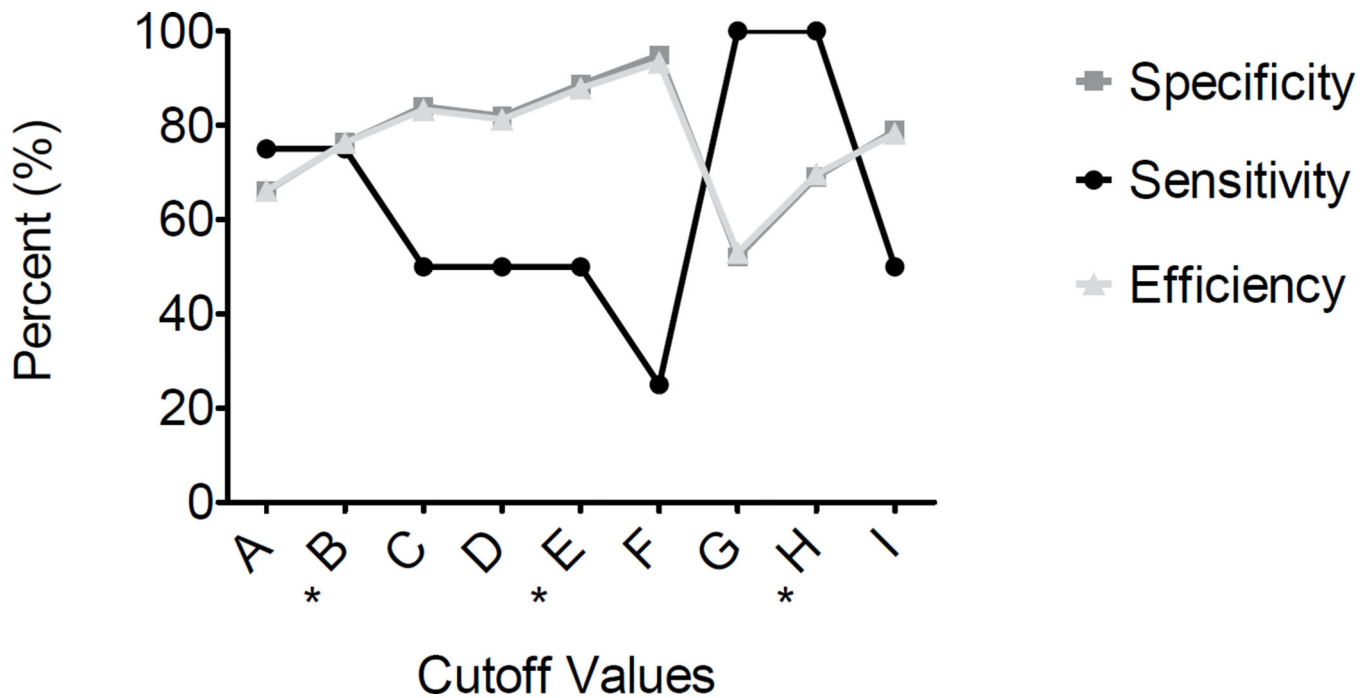 Percent (%)
100
80
60
40
20
0
A
*B
C
D
*E
F
G
*H
I
Cutoff Values
Specificity
Sensitivity
Efficiency